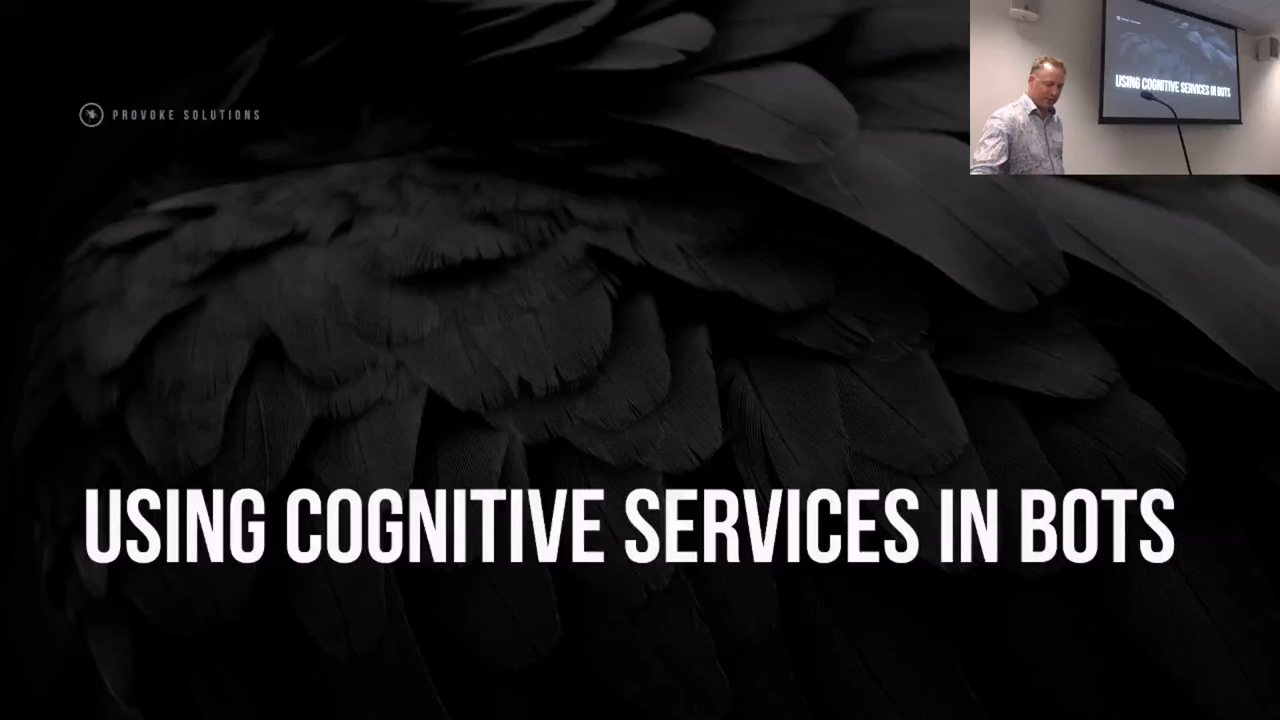 PROVOKE SOLUTIONS
USING COGNITIVE SERVICES IN BOTS
USING COGNITIVE SERVICES IN BOTS